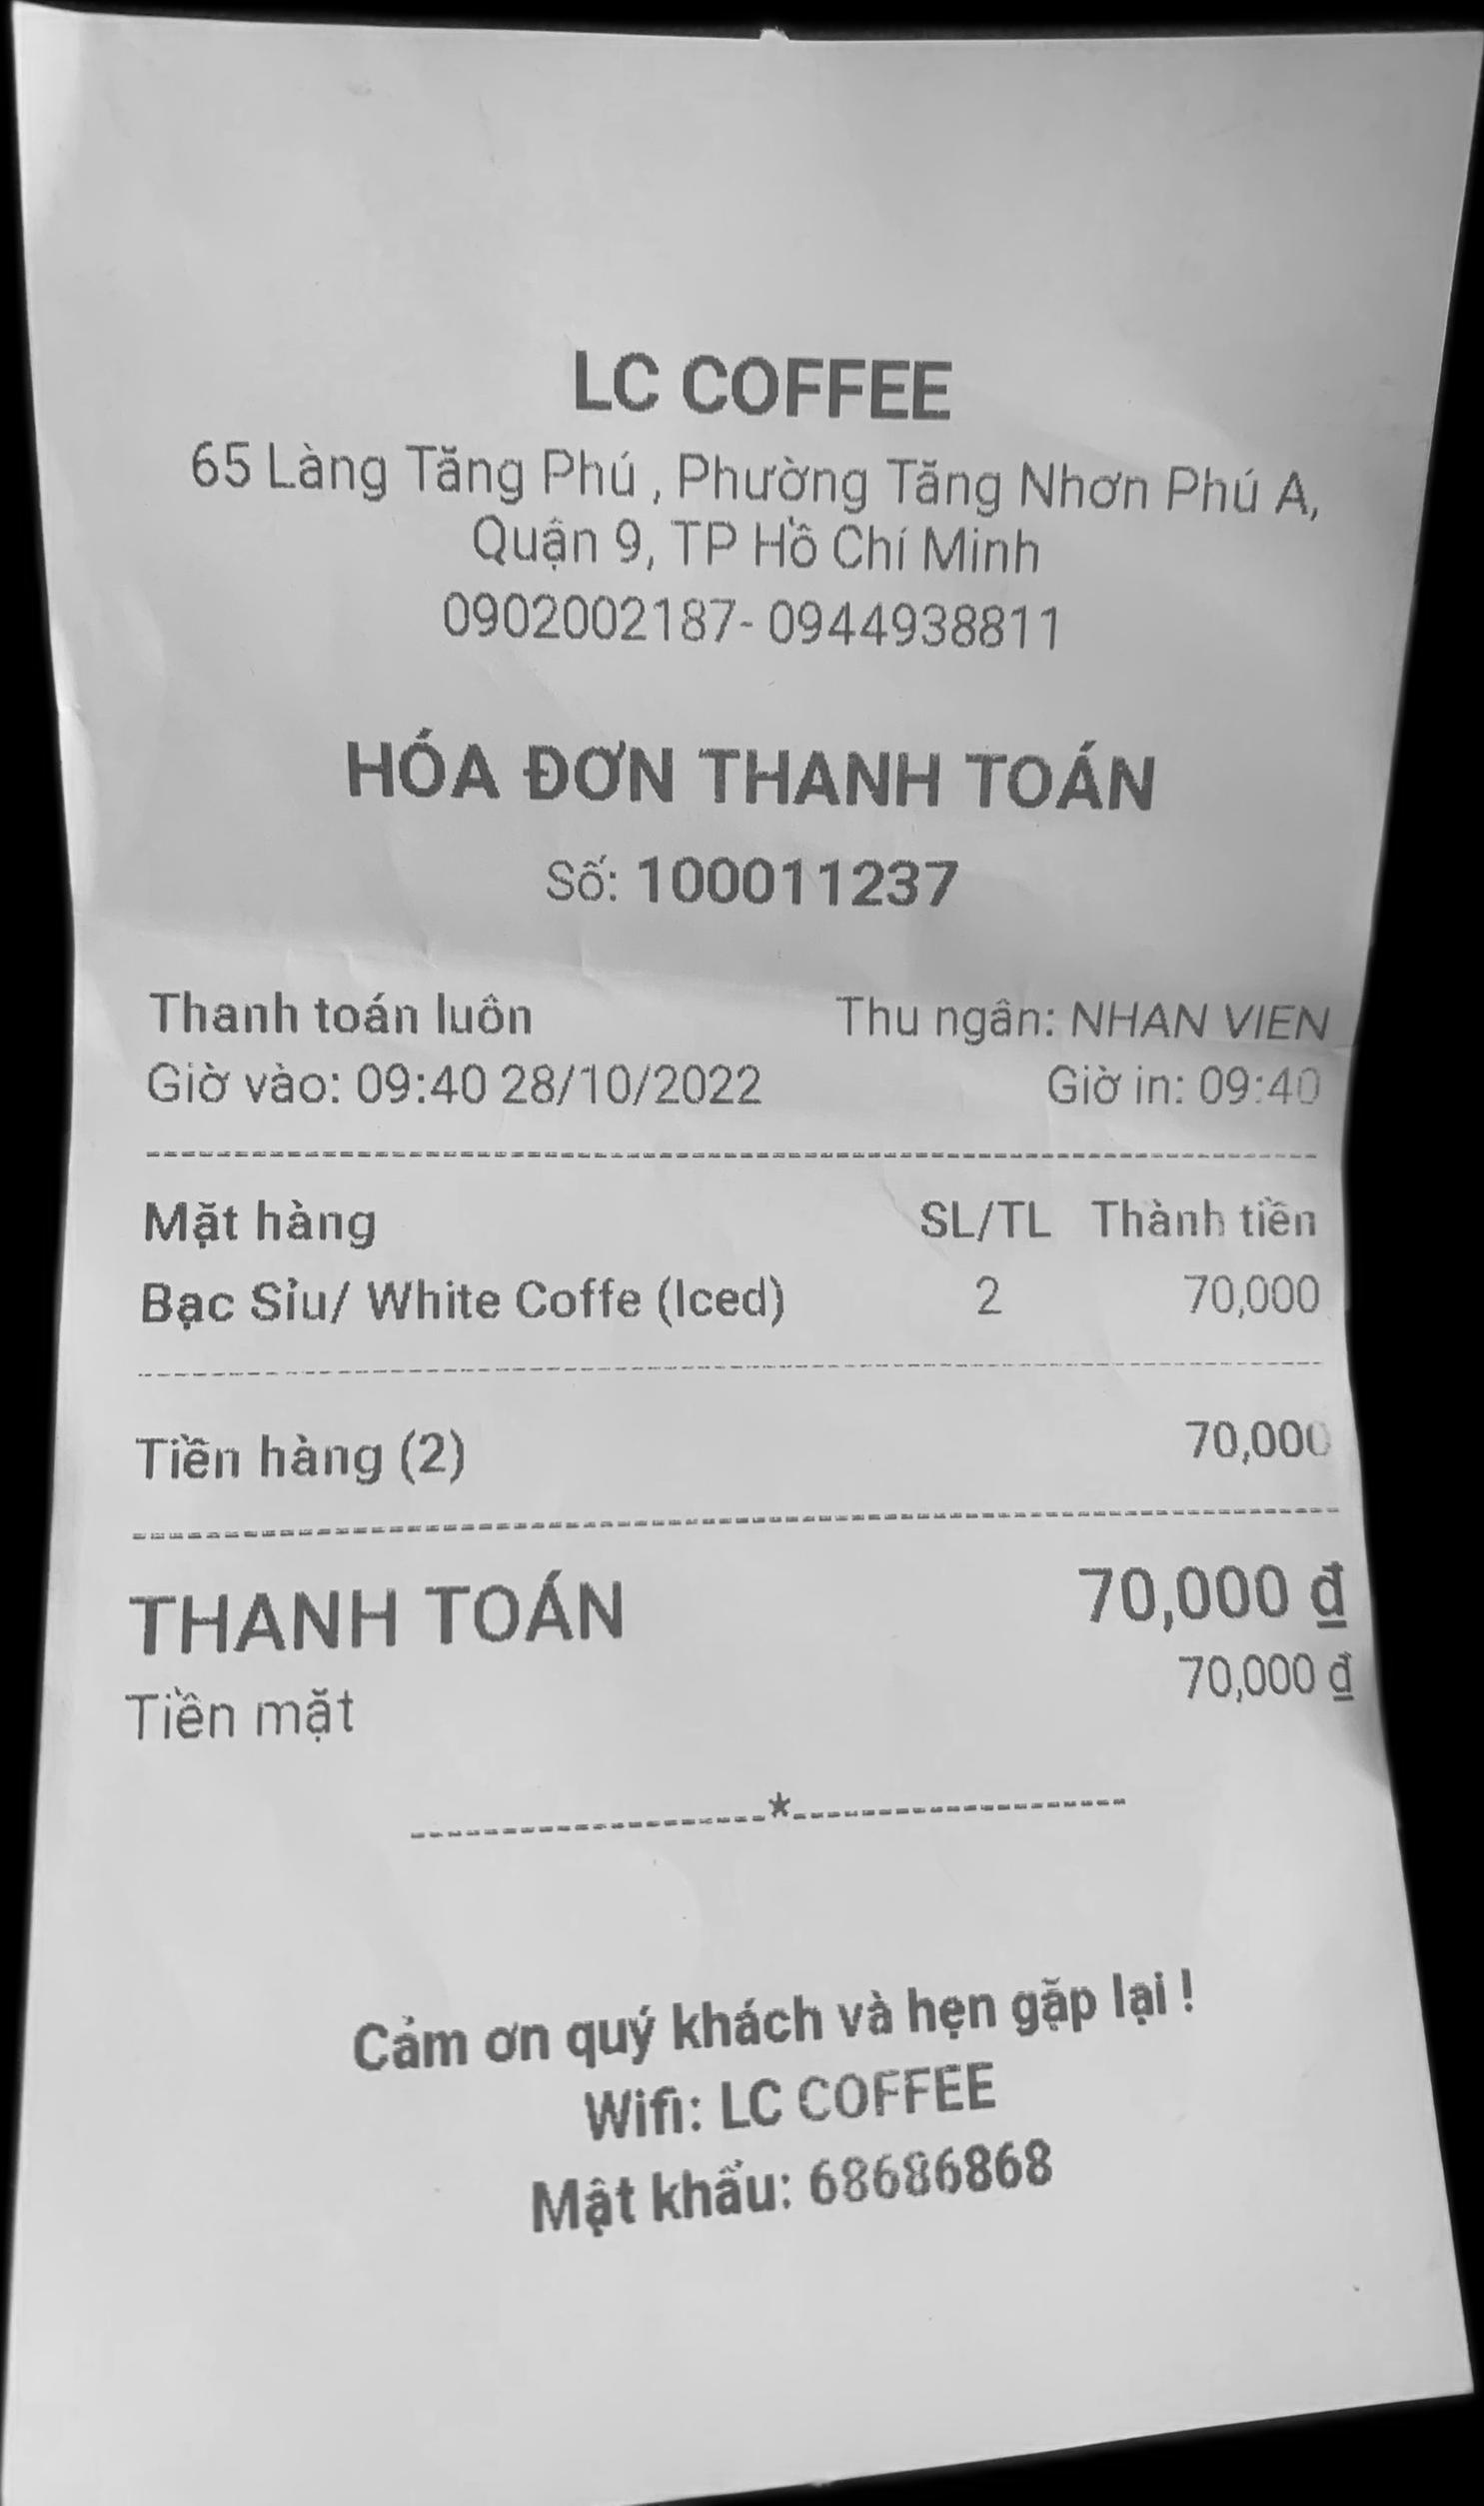 LC COFFEE
65 Làng Tăng Phú , Phường Tăng Nhơn Phú A,
Quận 9, TP Hồ Chí Minh
0902002187- 0944938811
HÓA ĐƠN THANH TOÁN
Số: 100011237
Thanh toán luôn Thu ngân: NHAN VIEN
Giờ vào: 09:40 28/10/2022 Giờ in: 09:40
Mặt hàng SL/TL Thành tiền
Bạc Sỉu/ White Coffe (Iced) 2 70,000
Tiền hàng (2) 70,000
THANH TOÁN 70,000 ₫
Tiền mặt 70,000 ₫
--------------------*--------------------
Cảm ơn quý khách và hẹn gặp lại !
Wifi: LC COFFEE
Mật khẩu: 68686868